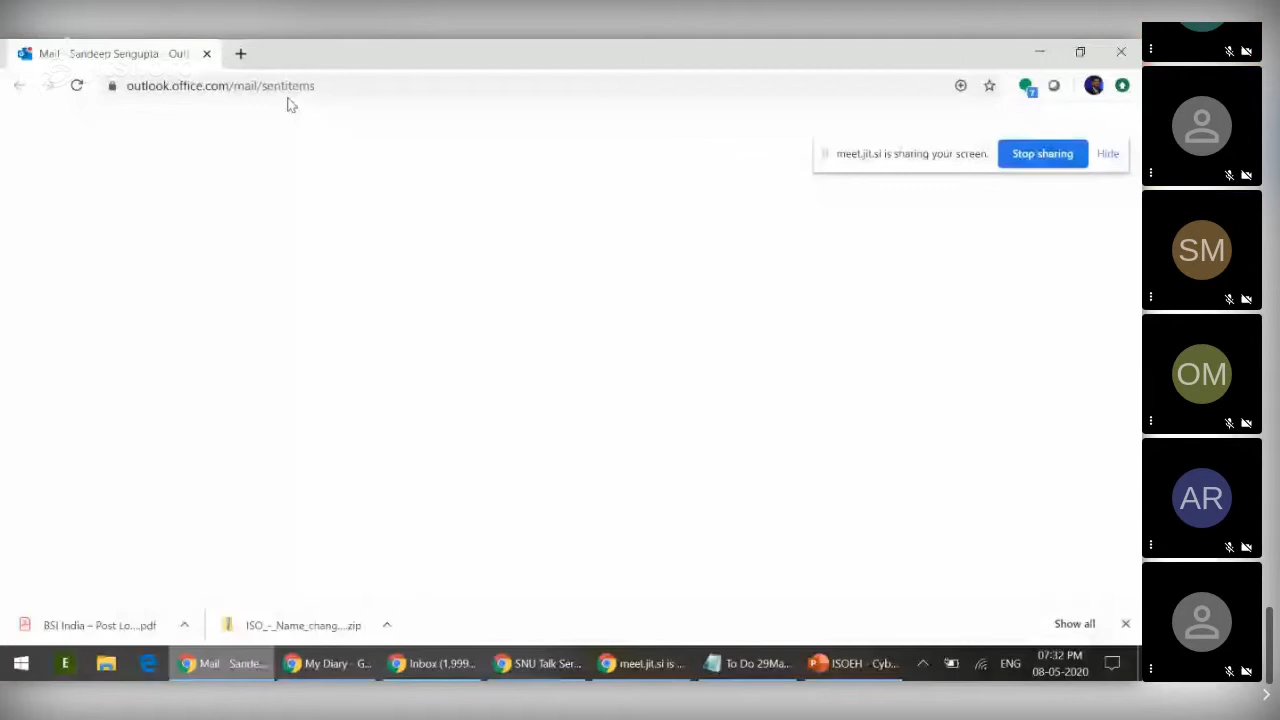 Mail - Sandeep Sengupta - Outl
outlook.office.com/mail/sentitems
7
meet.jit.si is sharing your screen.
Stop sharing
Hide
SM
OM
AR
BSI India – Post Lo....pdf
ISO_-_Name_chang....zip
Show all
E
Mail - Sande...
My Diary - G...
Inbox (1,999...
SNU Talk Ser...
meet.jit.si is ...
To Do 29Ma...
ISOEH - Cyb...
ENG
07:32 PM
08-05-2020